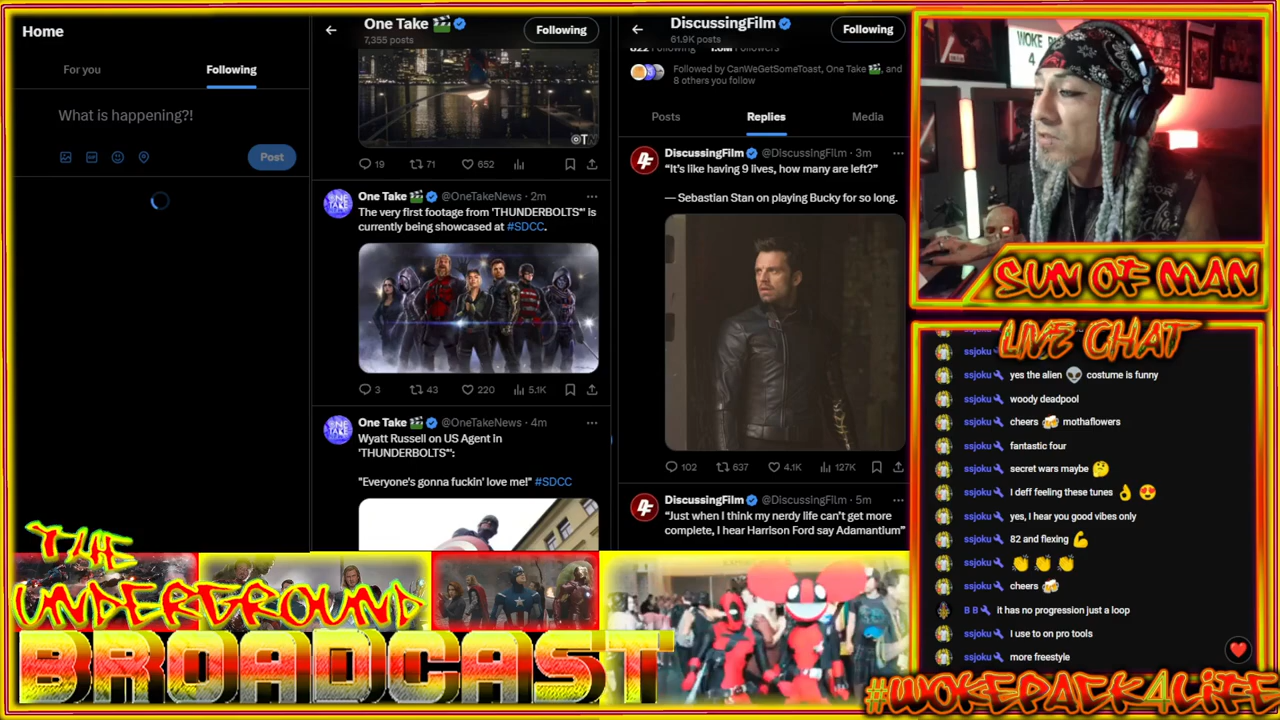 Home
For you
Following
What is happening?!
Post
One Take
7,355 posts
Following
19
71
652
One Take @OneTakeNews · 2m
The very first footage from 'THUNDERBOLTS*' is
currently being showcased at #SDCC.
3
43
220
5.1K
One Take @OneTakeNews · 4m
Wyatt Russell on US Agent in
'THUNDERBOLTS*':
"Everyone's gonna fuckin' love me!" #SDCC
DiscussingFilm
61.9K posts
Following
Followed by CanWeGetSomeToast, One Take 🎬, and
8 others you follow
Posts
Replies
Media
DiscussingFilm @DiscussingFilm · 3m
“It's like having 9 lives, how many are left?”
— Sebastian Stan on playing Bucky for so long.
102
637
4.1K
127K
DiscussingFilm @DiscussingFilm · 5m
“Just when I think my nerdy life can't get more
complete, I hear Harrison Ford say Adamantium”
WOKE
4
SUN OF MAN
LIVE CHAT
ssjoku
ssjoku yes the alien 👽 costume is funny
ssjoku woody deadpool
ssjoku cheers 🍻 mothaflowers
ssjoku fantastic four
ssjoku secret wars maybe 🤔
ssjoku I deff feeling these tunes 👌 😍
ssjoku yes, I hear you good vibes only
ssjoku 82 and flexing 💪
ssjoku 👏 👏 👏
ssjoku cheers 🍻
B B it has no progression just a loop
ssjoku I use to on pro tools
ssjoku more freestyle
THE
UNDERGROUND
BROADCAST
#WOKEPACK4LIFE